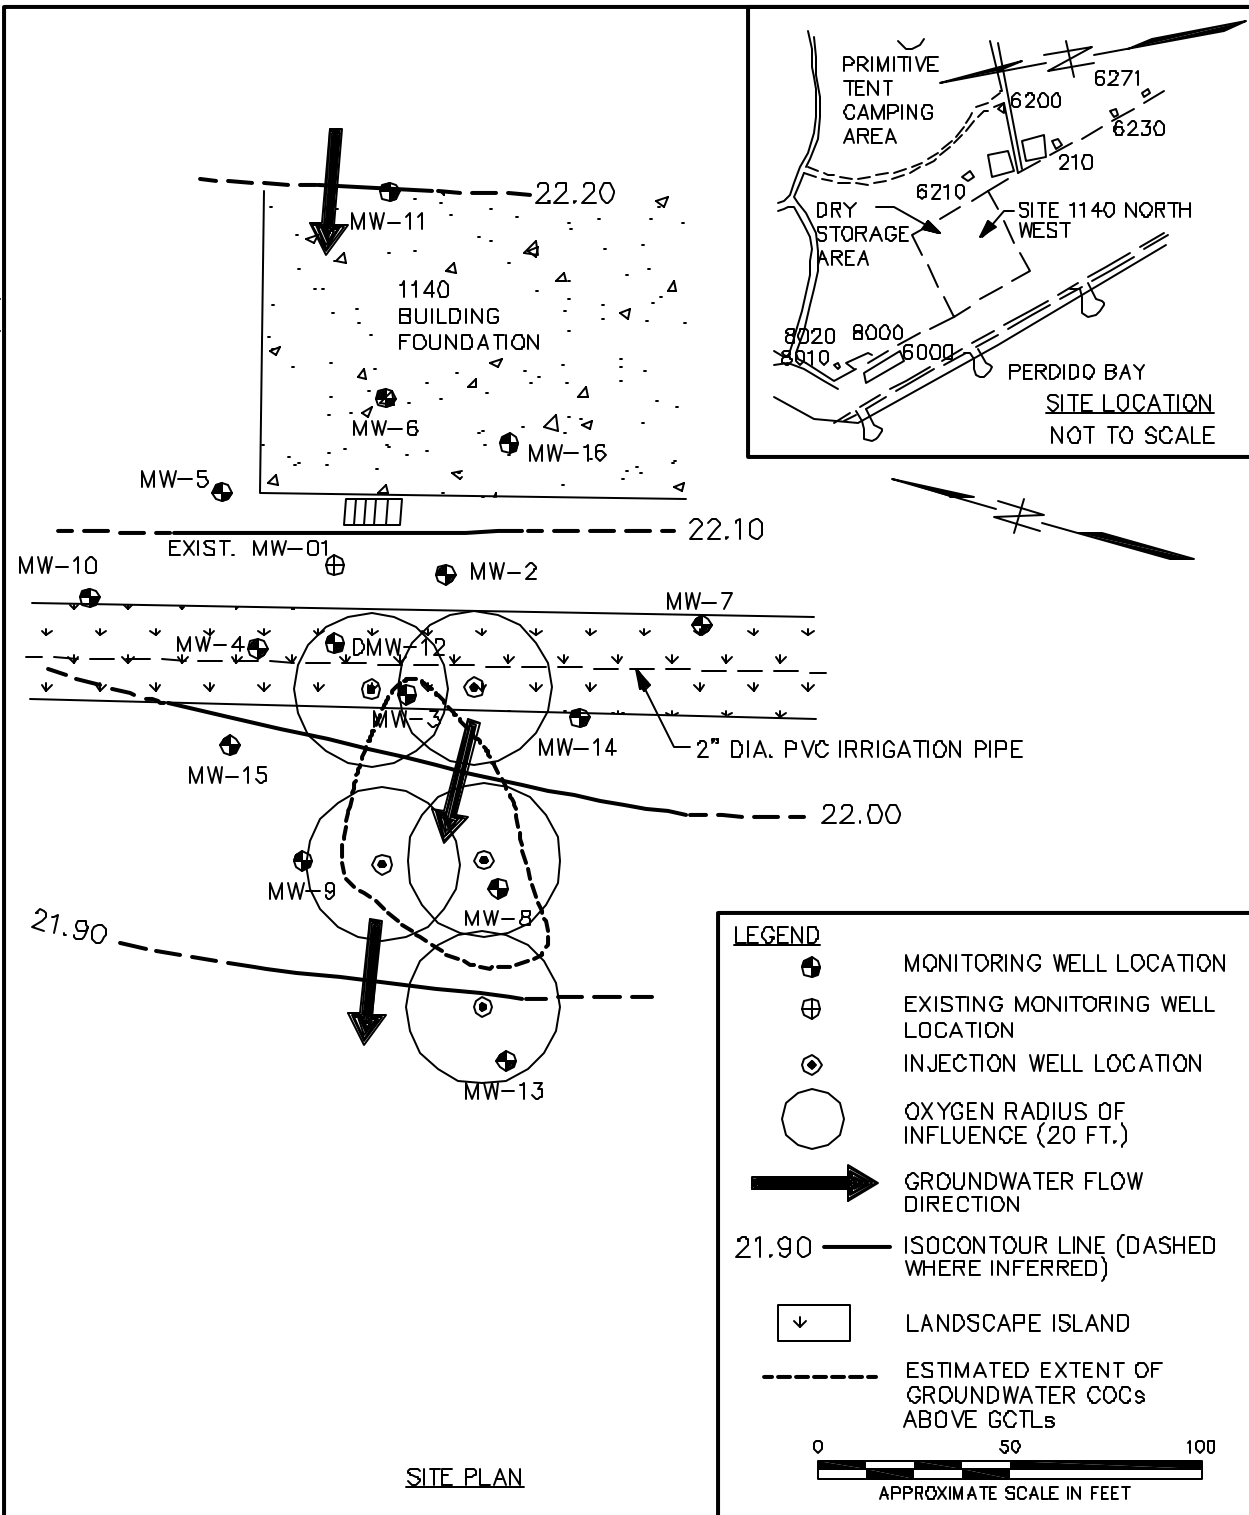 PRIMITIVE
TENT
CAMPING
AREA
6271
6200
6230
210
6210
DRY
STORAGE
AREA
SITE 1140 NORTH
WEST
8020
8000
8010
6000
PERDIDO BAY
SITE LOCATION
NOT TO SCALE
N
22.20
MW-11
1140
BUILDING
FOUNDATION
MW-6
MW-16
MW-5
22.10
EXIST. MW-01
MW-10
MW-2
MW-7
MW-4
DMW-12
MW-3
MW-14
2" DIA. PVC IRRIGATION PIPE
MW-15
22.00
MW-9
MW-8
21.90
MW-13
N
LEGEND
MONITORING WELL LOCATION
EXISTING MONITORING WELL
LOCATION
INJECTION WELL LOCATION
OXYGEN RADIUS OF
INFLUENCE (20 FT.)
GROUNDWATER FLOW
DIRECTION
21.90
ISOCONTOUR LINE (DASHED
WHERE INFERRED)
LANDSCAPE ISLAND
ESTIMATED EXTENT OF
GROUNDWATER COCs
ABOVE GCTLs
0 50 100
APPROXIMATE SCALE IN FEET
SITE PLAN